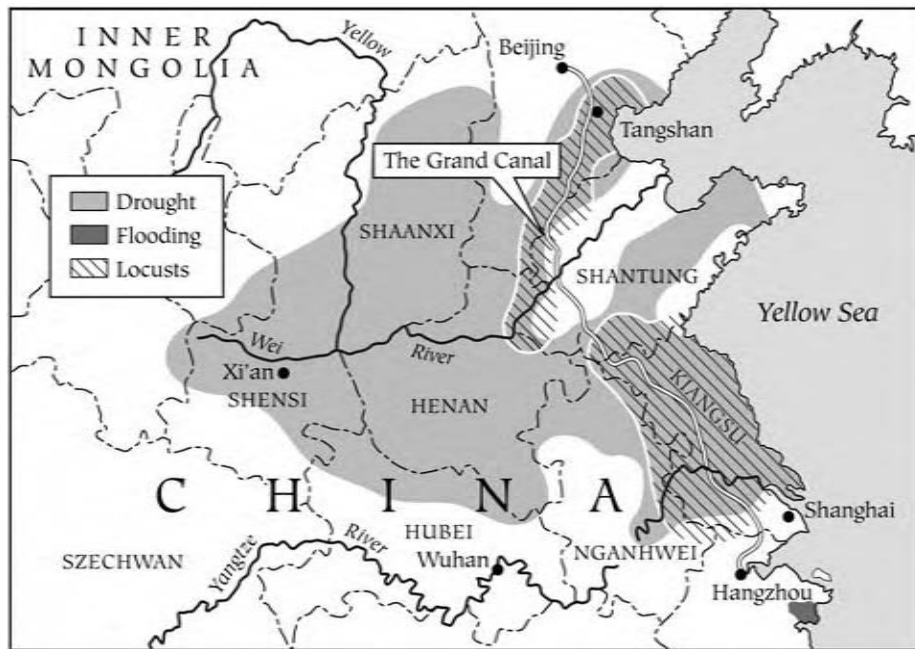 INNER
MONGOLIA
Yellow
Beijing
Tangshan
The Grand Canal
Drought
Flooding
Locusts
SHAANXI
SHANTUNG
Yellow Sea
Wei
River
Xi'an
SHENSI
HENAN
KIANGSU
CHINA
Shanghai
HUBEI
SZECHWAN
Yangtze
River
Wuhan
NGANHWEI
Hangzhou